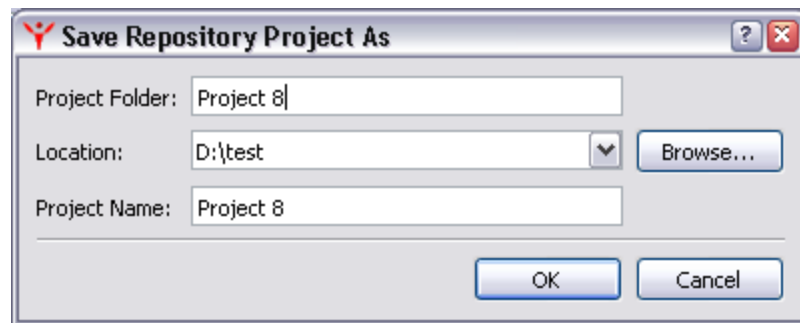 Save Repository Project As
Project Folder: Project 8
Location: D:\test Browse...
Project Name: Project 8
OK Cancel